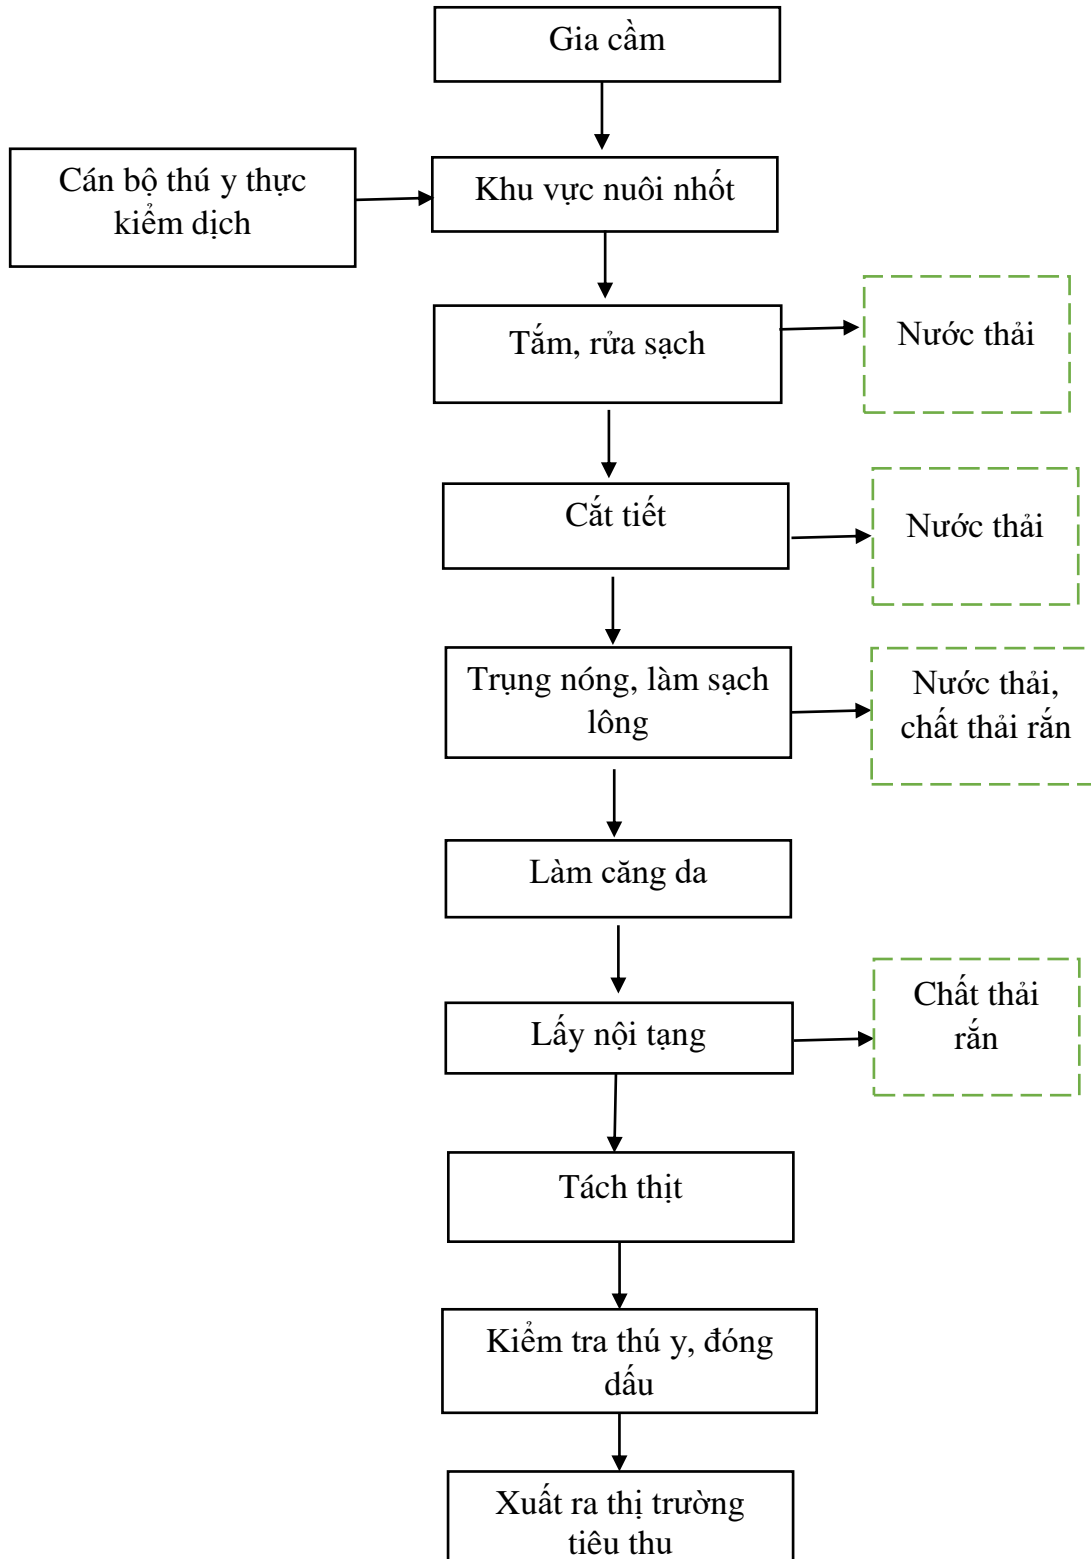 Gia cầm
Cán bộ thú y thực
kiểm dịch
Khu vực nuôi nhốt
Tắm, rửa sạch
Nước thải
Cắt tiết
Nước thải
Trụng nóng, làm sạch
lông
Nước thải,
chất thải rắn
Làm căng da
Lấy nội tạng
Chất thải
rắn
Tách thịt
Kiểm tra thú y, đóng
dấu
Xuất ra thị trường
tiêu thu